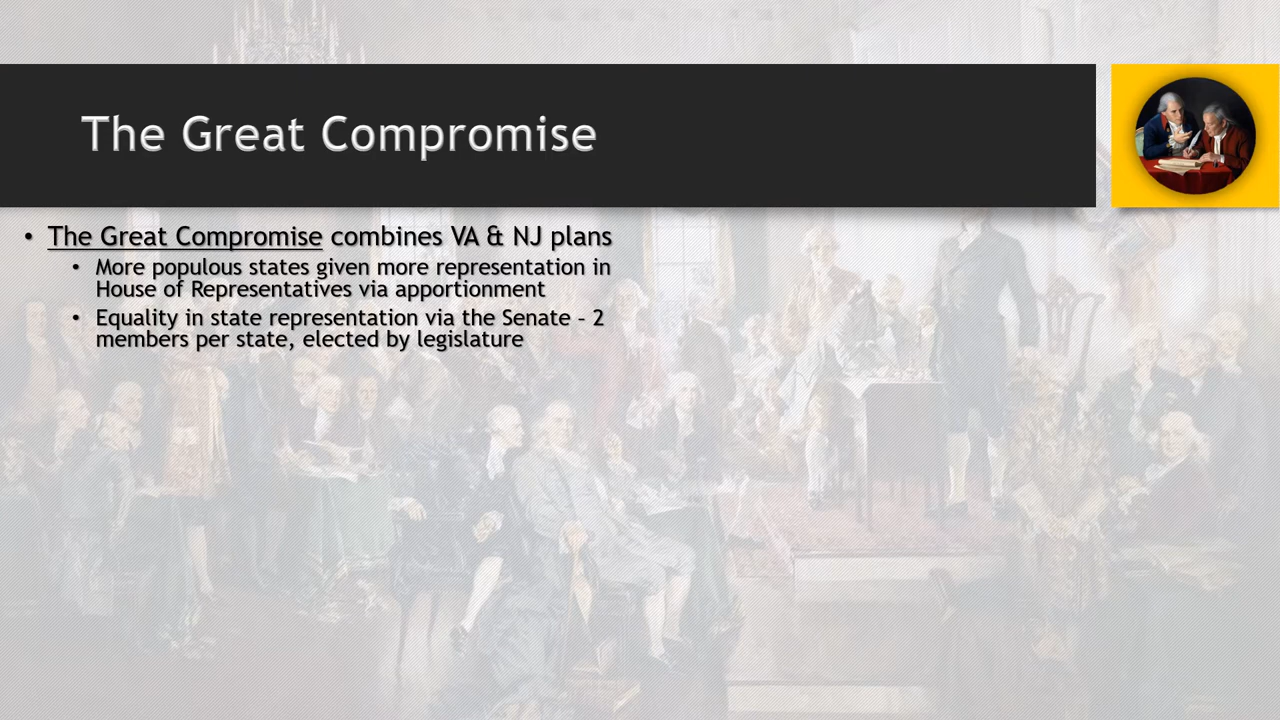 The Great Compromise
• The Great Compromise combines VA & NJ plans
• More populous states given more representation in
House of Representatives via apportionment
• Equality in state representation via the Senate – 2
members per state, elected by legislature